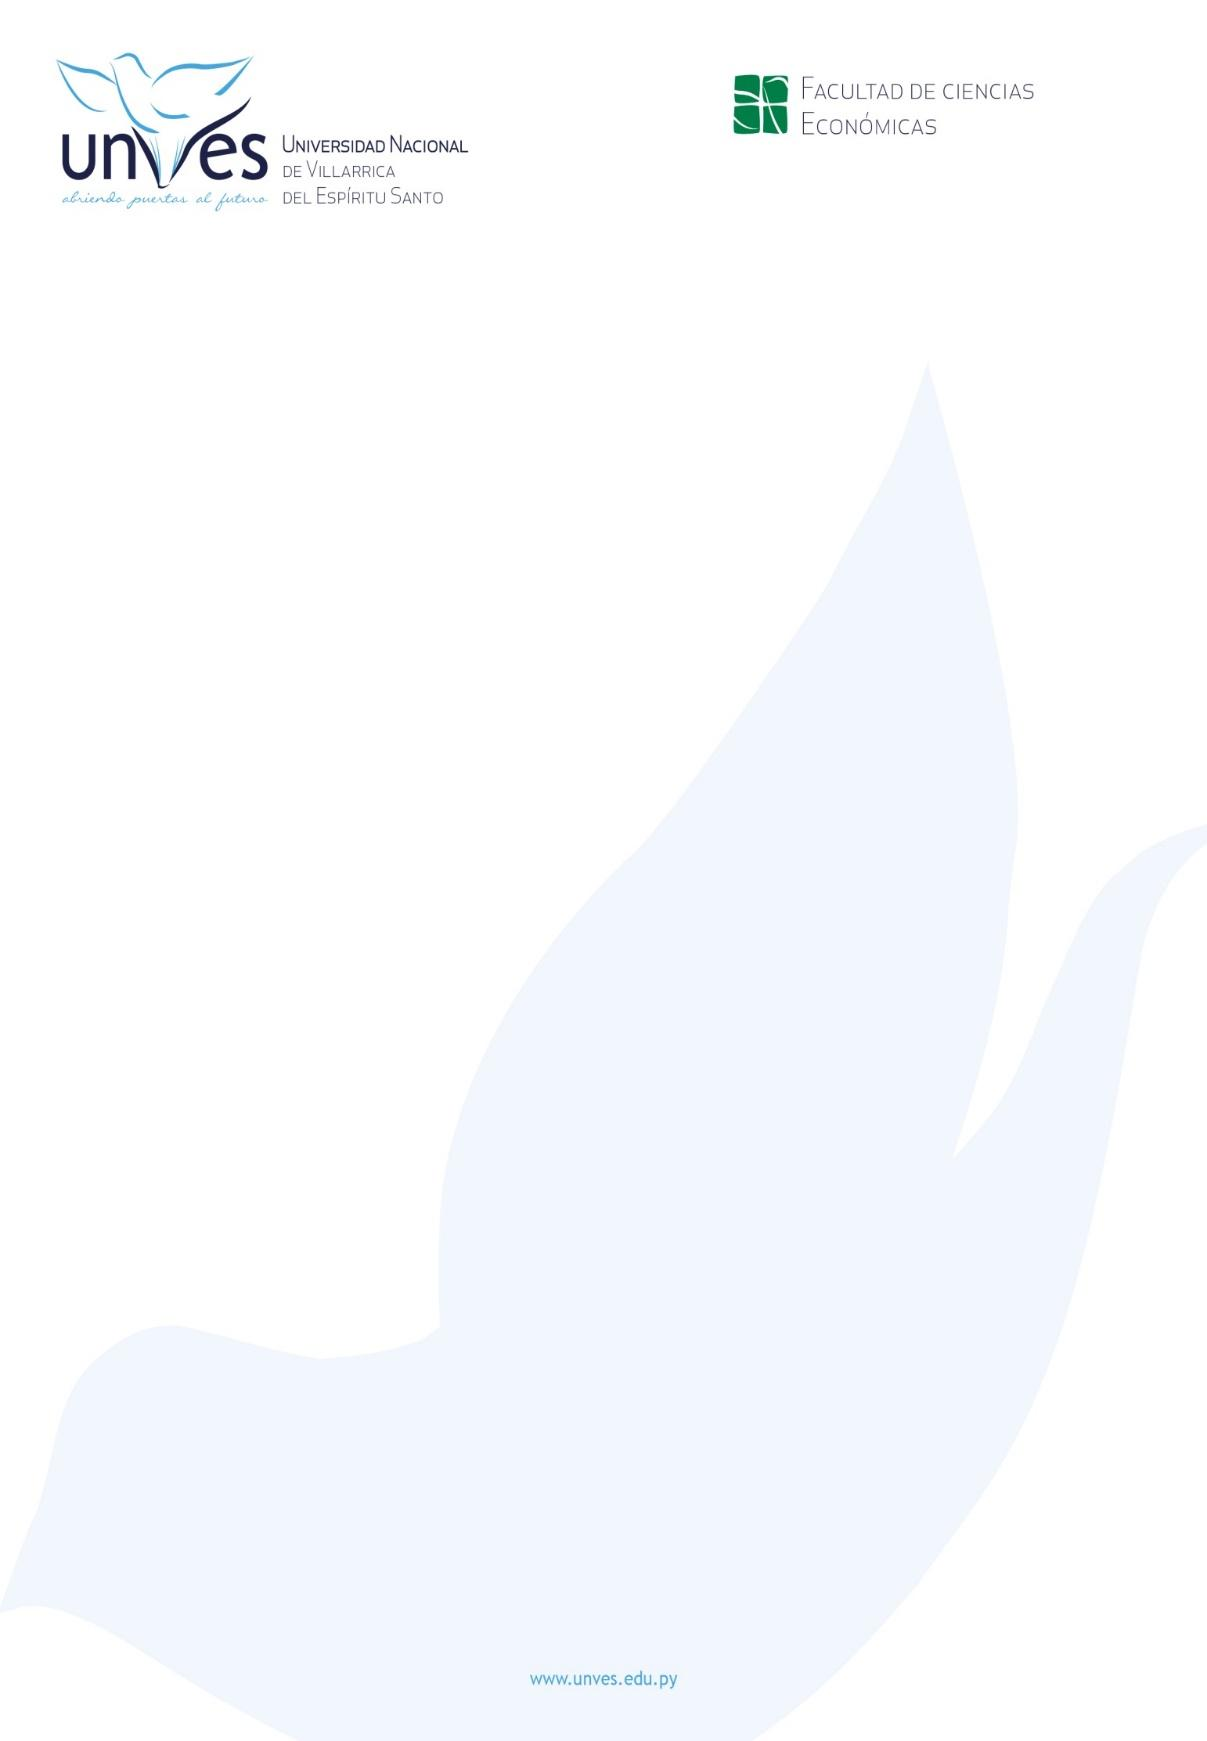 unves
abriendo puertas al futuro
UNIVERSIDAD NACIONAL
DE VILLARRICA
DEL ESPÍRITU SANTO
FACULTAD DE CIENCIAS
ECONÓMICAS
www.unves.edu.py